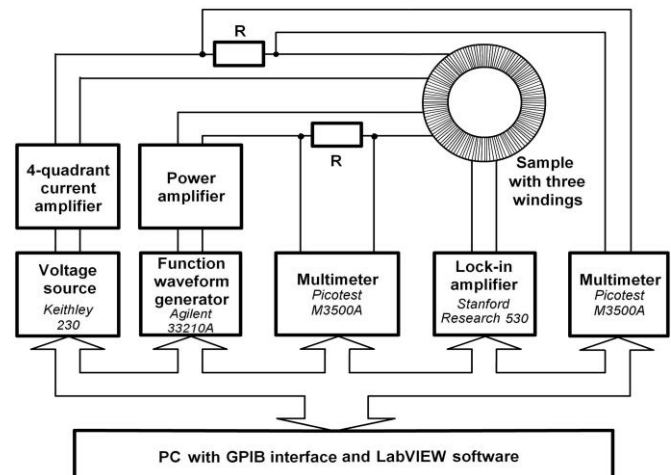 R
R
4-quadrant
current
amplifier
Power
amplifier
Sample
with three
windings
Voltage
source
Keithley
230
Function
waveform
generator
Agilent
33210A
Multimeter
Picotest
M3500A
Lock-in
amplifier
Stanford
Research 530
Multimeter
Picotest
M3500A
PC with GPIB interface and LabVIEW software